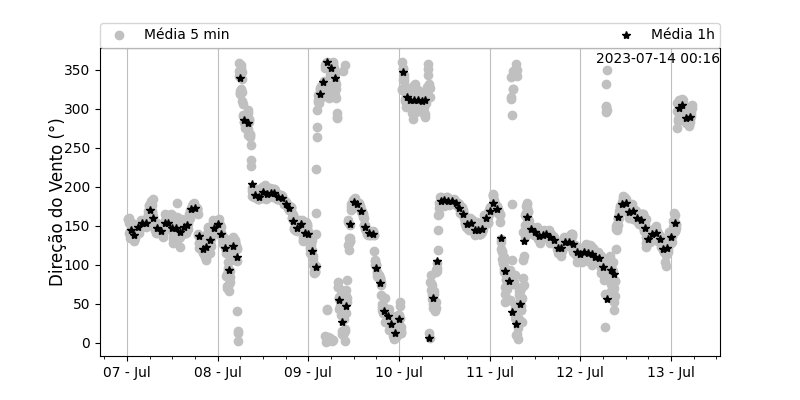 Média 5 min
Média 1h
2023-07-14 00:16
Direção do Vento (°)
350
300
250
200
150
100
50
0
07 - Jul
08 - Jul
09 - Jul
10 - Jul
11 - Jul
12 - Jul
13 - Jul